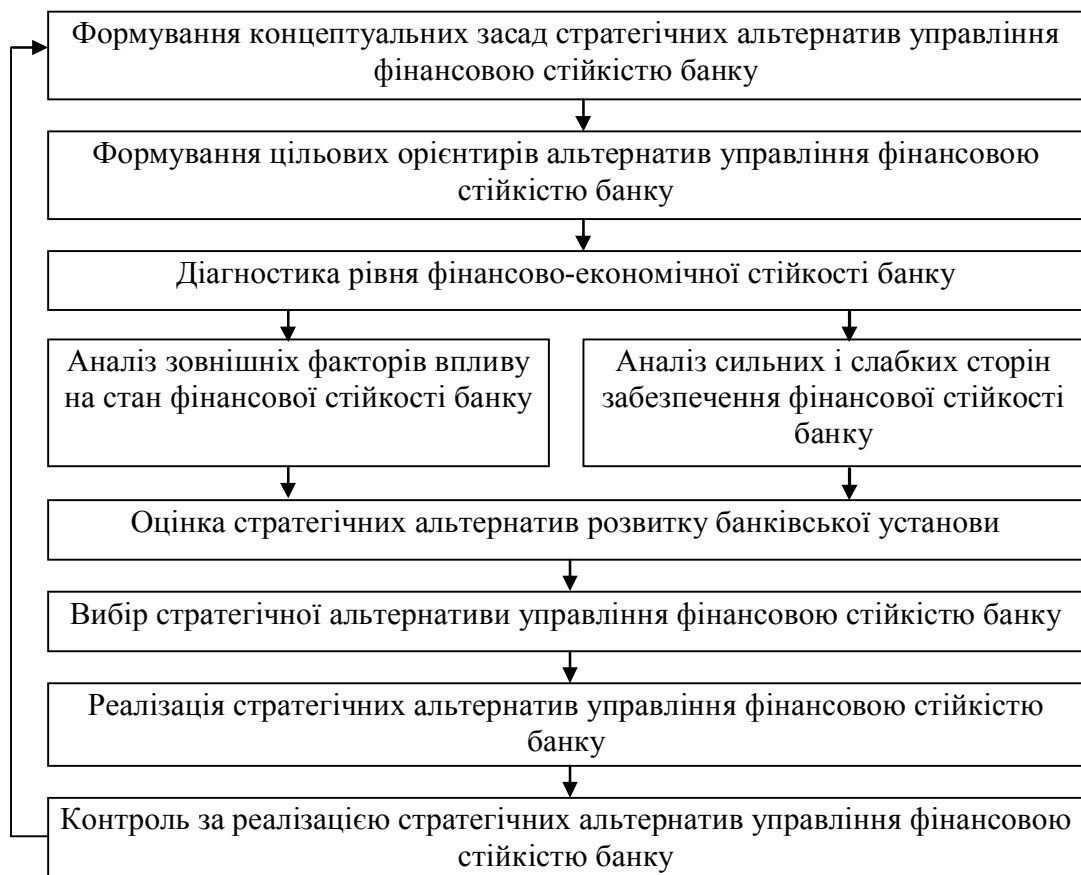 Формування концептуальних засад стратегічних альтернатив управління
фінансовою стійкістю банку
Формування цільових орієнтирів альтернатив управління фінансовою
стійкістю банку
Діагностика рівня фінансово-економічної стійкості банку
Аналіз зовнішніх факторів впливу
на стан фінансової стійкості банку
Аналіз сильних і слабких сторін
забезпечення фінансової стійкості
банку
Оцінка стратегічних альтернатив розвитку банківської установи
Вибір стратегічної альтернативи управління фінансовою стійкістю банку
Реалізація стратегічних альтернатив управління фінансовою стійкістю
банку
Контроль за реалізацією стратегічних альтернатив управління фінансовою
стійкістю банку